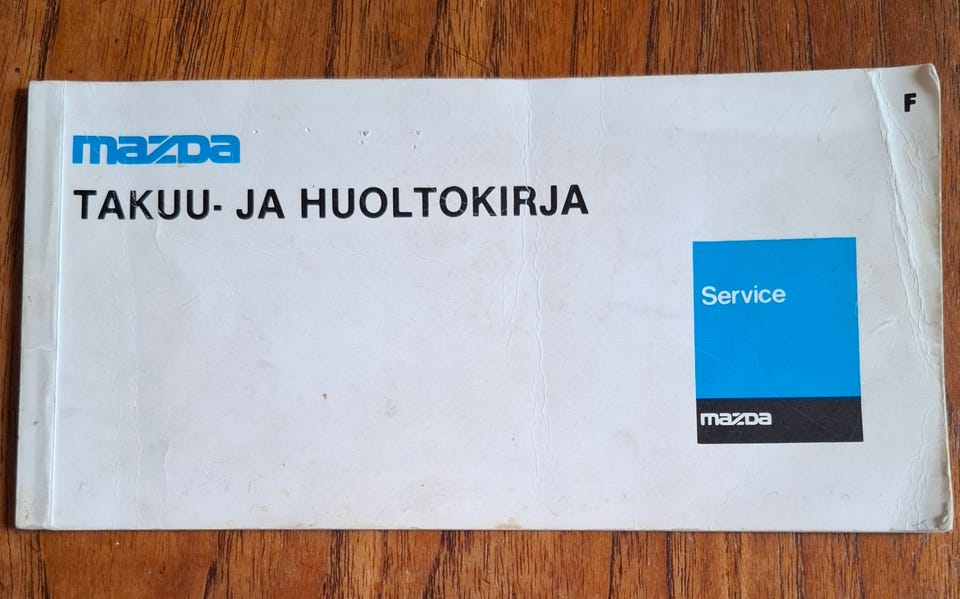 F
mazda
TAKUU- JA HUOLTOKIRJA
Service
mazda